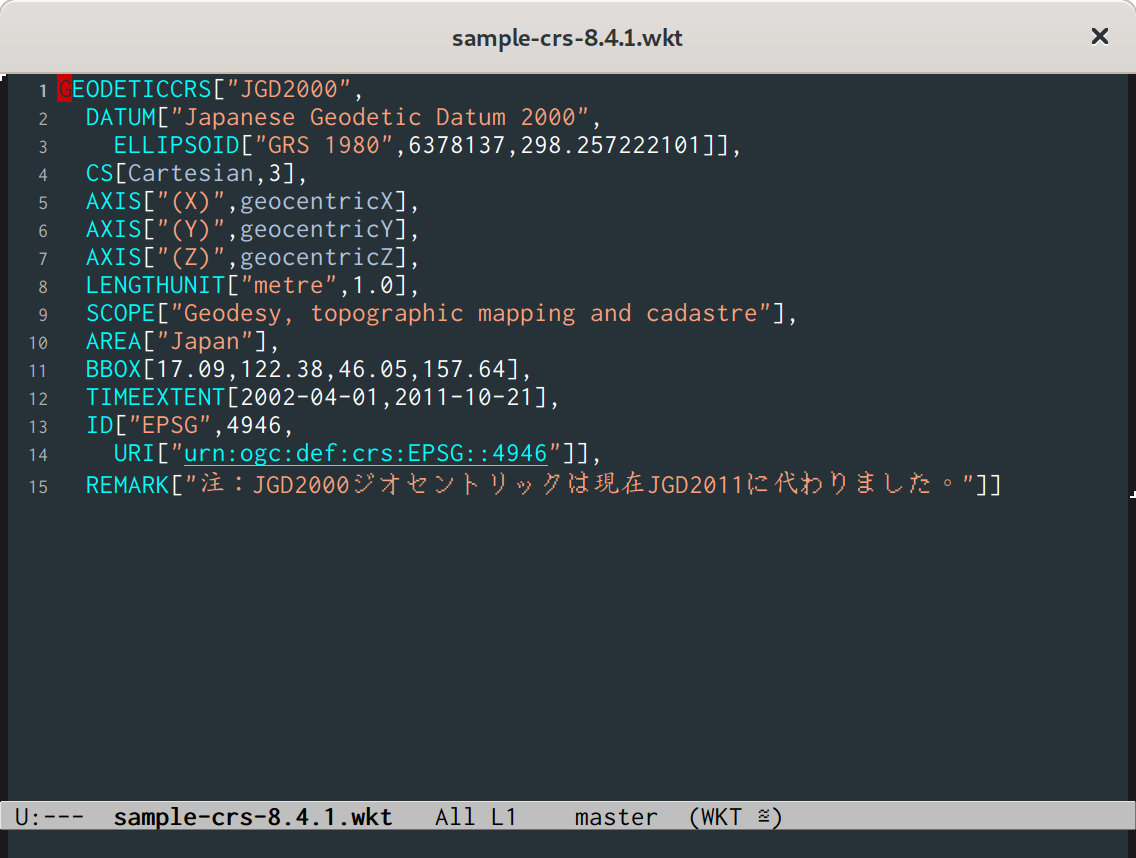 sample-crs-8.4.1.wkt
1 GEODETICCRS["JGD2000",
2 DATUM["Japanese Geodetic Datum 2000",
3 ELLIPSOID["GRS 1980",6378137,298.257222101]],
4 CS[Cartesian,3],
5 AXIS["(X)",geocentricX],
6 AXIS["(Y)",geocentricY],
7 AXIS["(Z)",geocentricZ],
8 LENGTHUNIT["metre",1.0],
9 SCOPE["Geodesy, topographic mapping and cadastre"],
10 AREA["Japan"],
11 BBOX[17.09,122.38,46.05,157.64],
12 TIMEEXTENT[2002-04-01,2011-10-21],
13 ID["EPSG",4946,
14 URI["urn:ogc:def:crs:EPSG::4946"]],
15 REMARK["注：JGD2000ジオセントリックは現在JGD2011に代わりました。"]]
U:--- sample-crs-8.4.1.wkt All L1 master (WKT ≅)